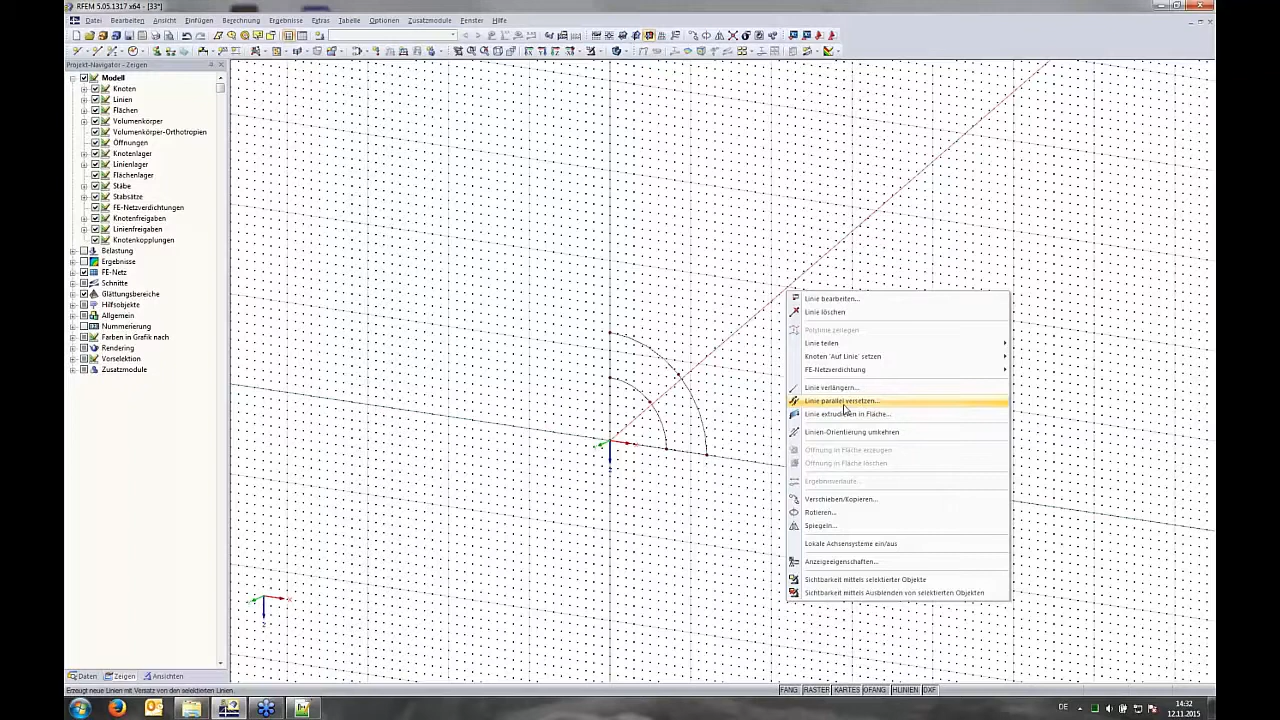 RFEM 5.05.1317 x64 - [33*]
Datei Bearbeiten Ansicht Einfügen Berechnung Ergebnisse Extras Tabelle Optionen Zusatzmodule Fenster Hilfe
Projekt-Navigator - Zeigen
Modell
Knoten
Linien
Flächen
Volumenkörper
Volumenkörper-Orthotropien
Öffnungen
Knotenlager
Linienlager
Flächenlager
Stäbe
Stabsätze
FE-Netzverdichtungen
Knotenfreigaben
Linienfreigaben
Knotenkopplungen
Belastung
Ergebnisse
FE-Netz
Schnitte
Glättungsbereiche
Hilfsobjekte
Allgemein
Nummerierung
Farben in Grafik nach
Rendering
Vorselektion
Zusatzmodule
Linie bearbeiten...
Linie löschen
Polylinie zerlegen
Linie teilen
Knoten 'Auf Linie' setzen
FE-Netzverdichtung
Linie verlängern...
Linie parallel versetzen...
Linie extrudieren in Fläche...
Linien-Orientierung umkehren
Öffnung in Fläche erzeugen
Öffnung in Fläche löschen
Ergebnisverläufe...
Verschieben/Kopieren...
Rotieren...
Spiegeln...
Lokale Achsensysteme ein/aus
Anzeigeeigenschaften...
Sichtbarkeit mittels selektierter Objekte
Sichtbarkeit mittels Ausblenden von selektierten Objekten
Daten Zeigen Ansichten
Erzeugt neue Linien mit Versatz von den selektierten Linien.
FANG RASTER KARTES OFANG HLINIEN DXF
DE
14:32
12.11.2015